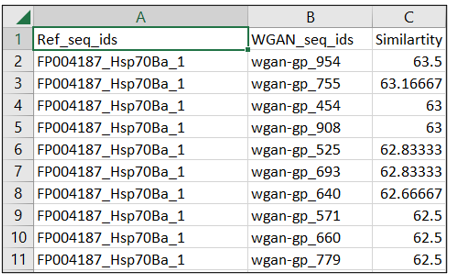 A B C
1 Ref_seq_ids WGAN_seq_ids Similartity
2 FP004187_Hsp70Ba_1 wgan-gp_954 63.5
3 FP004187_Hsp70Ba_1 wgan-gp_755 63.16667
4 FP004187_Hsp70Ba_1 wgan-gp_454 63
5 FP004187_Hsp70Ba_1 wgan-gp_908 63
6 FP004187_Hsp70Ba_1 wgan-gp_525 62.83333
7 FP004187_Hsp70Ba_1 wgan-gp_693 62.83333
8 FP004187_Hsp70Ba_1 wgan-gp_640 62.66667
9 FP004187_Hsp70Ba_1 wgan-gp_571 62.5
10 FP004187_Hsp70Ba_1 wgan-gp_660 62.5
11 FP004187_Hsp70Ba_1 wgan-gp_779 62.5